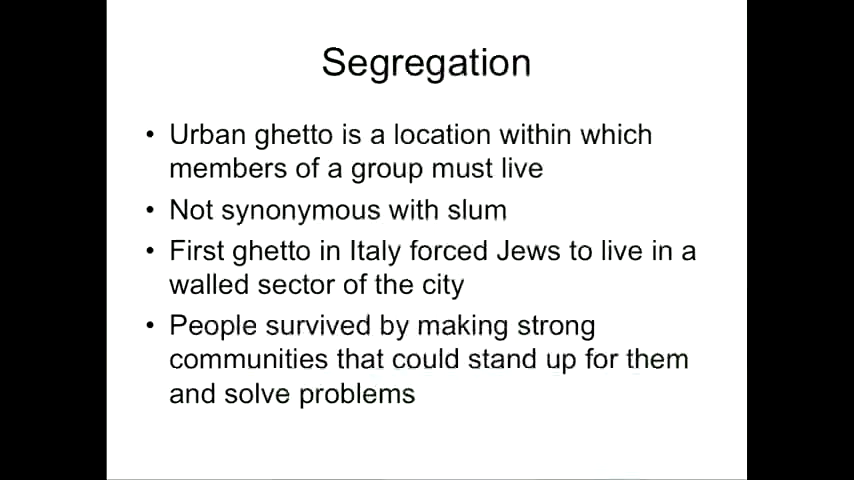 Segregation
• Urban ghetto is a location within which
members of a group must live
• Not synonymous with slum
• First ghetto in Italy forced Jews to live in a
walled sector of the city
• People survived by making strong
communities that could stand up for them
and solve problems